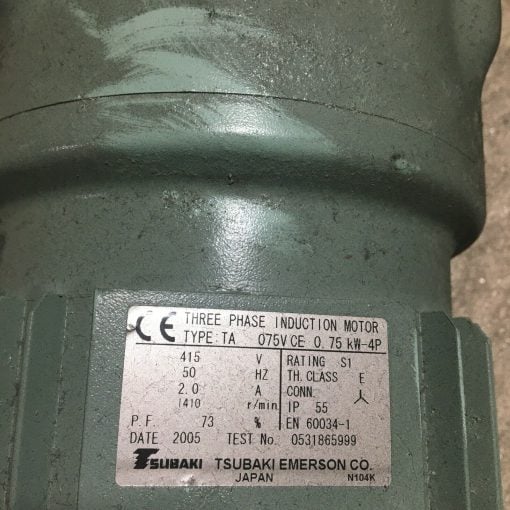 CE THREE PHASE INDUCTION MOTOR
TYPE:TA 075VCE 0.75 kW-4P
415 V RATING S1
50 HZ TH.CLASS E
2.0 A CONN.
1410 r/min IP 55
P.F. 73 % EN 60034-1
DATE 2005 TEST No. 0531865999
TSUBAKI TSUBAKI EMERSON CO.
JAPAN N104K